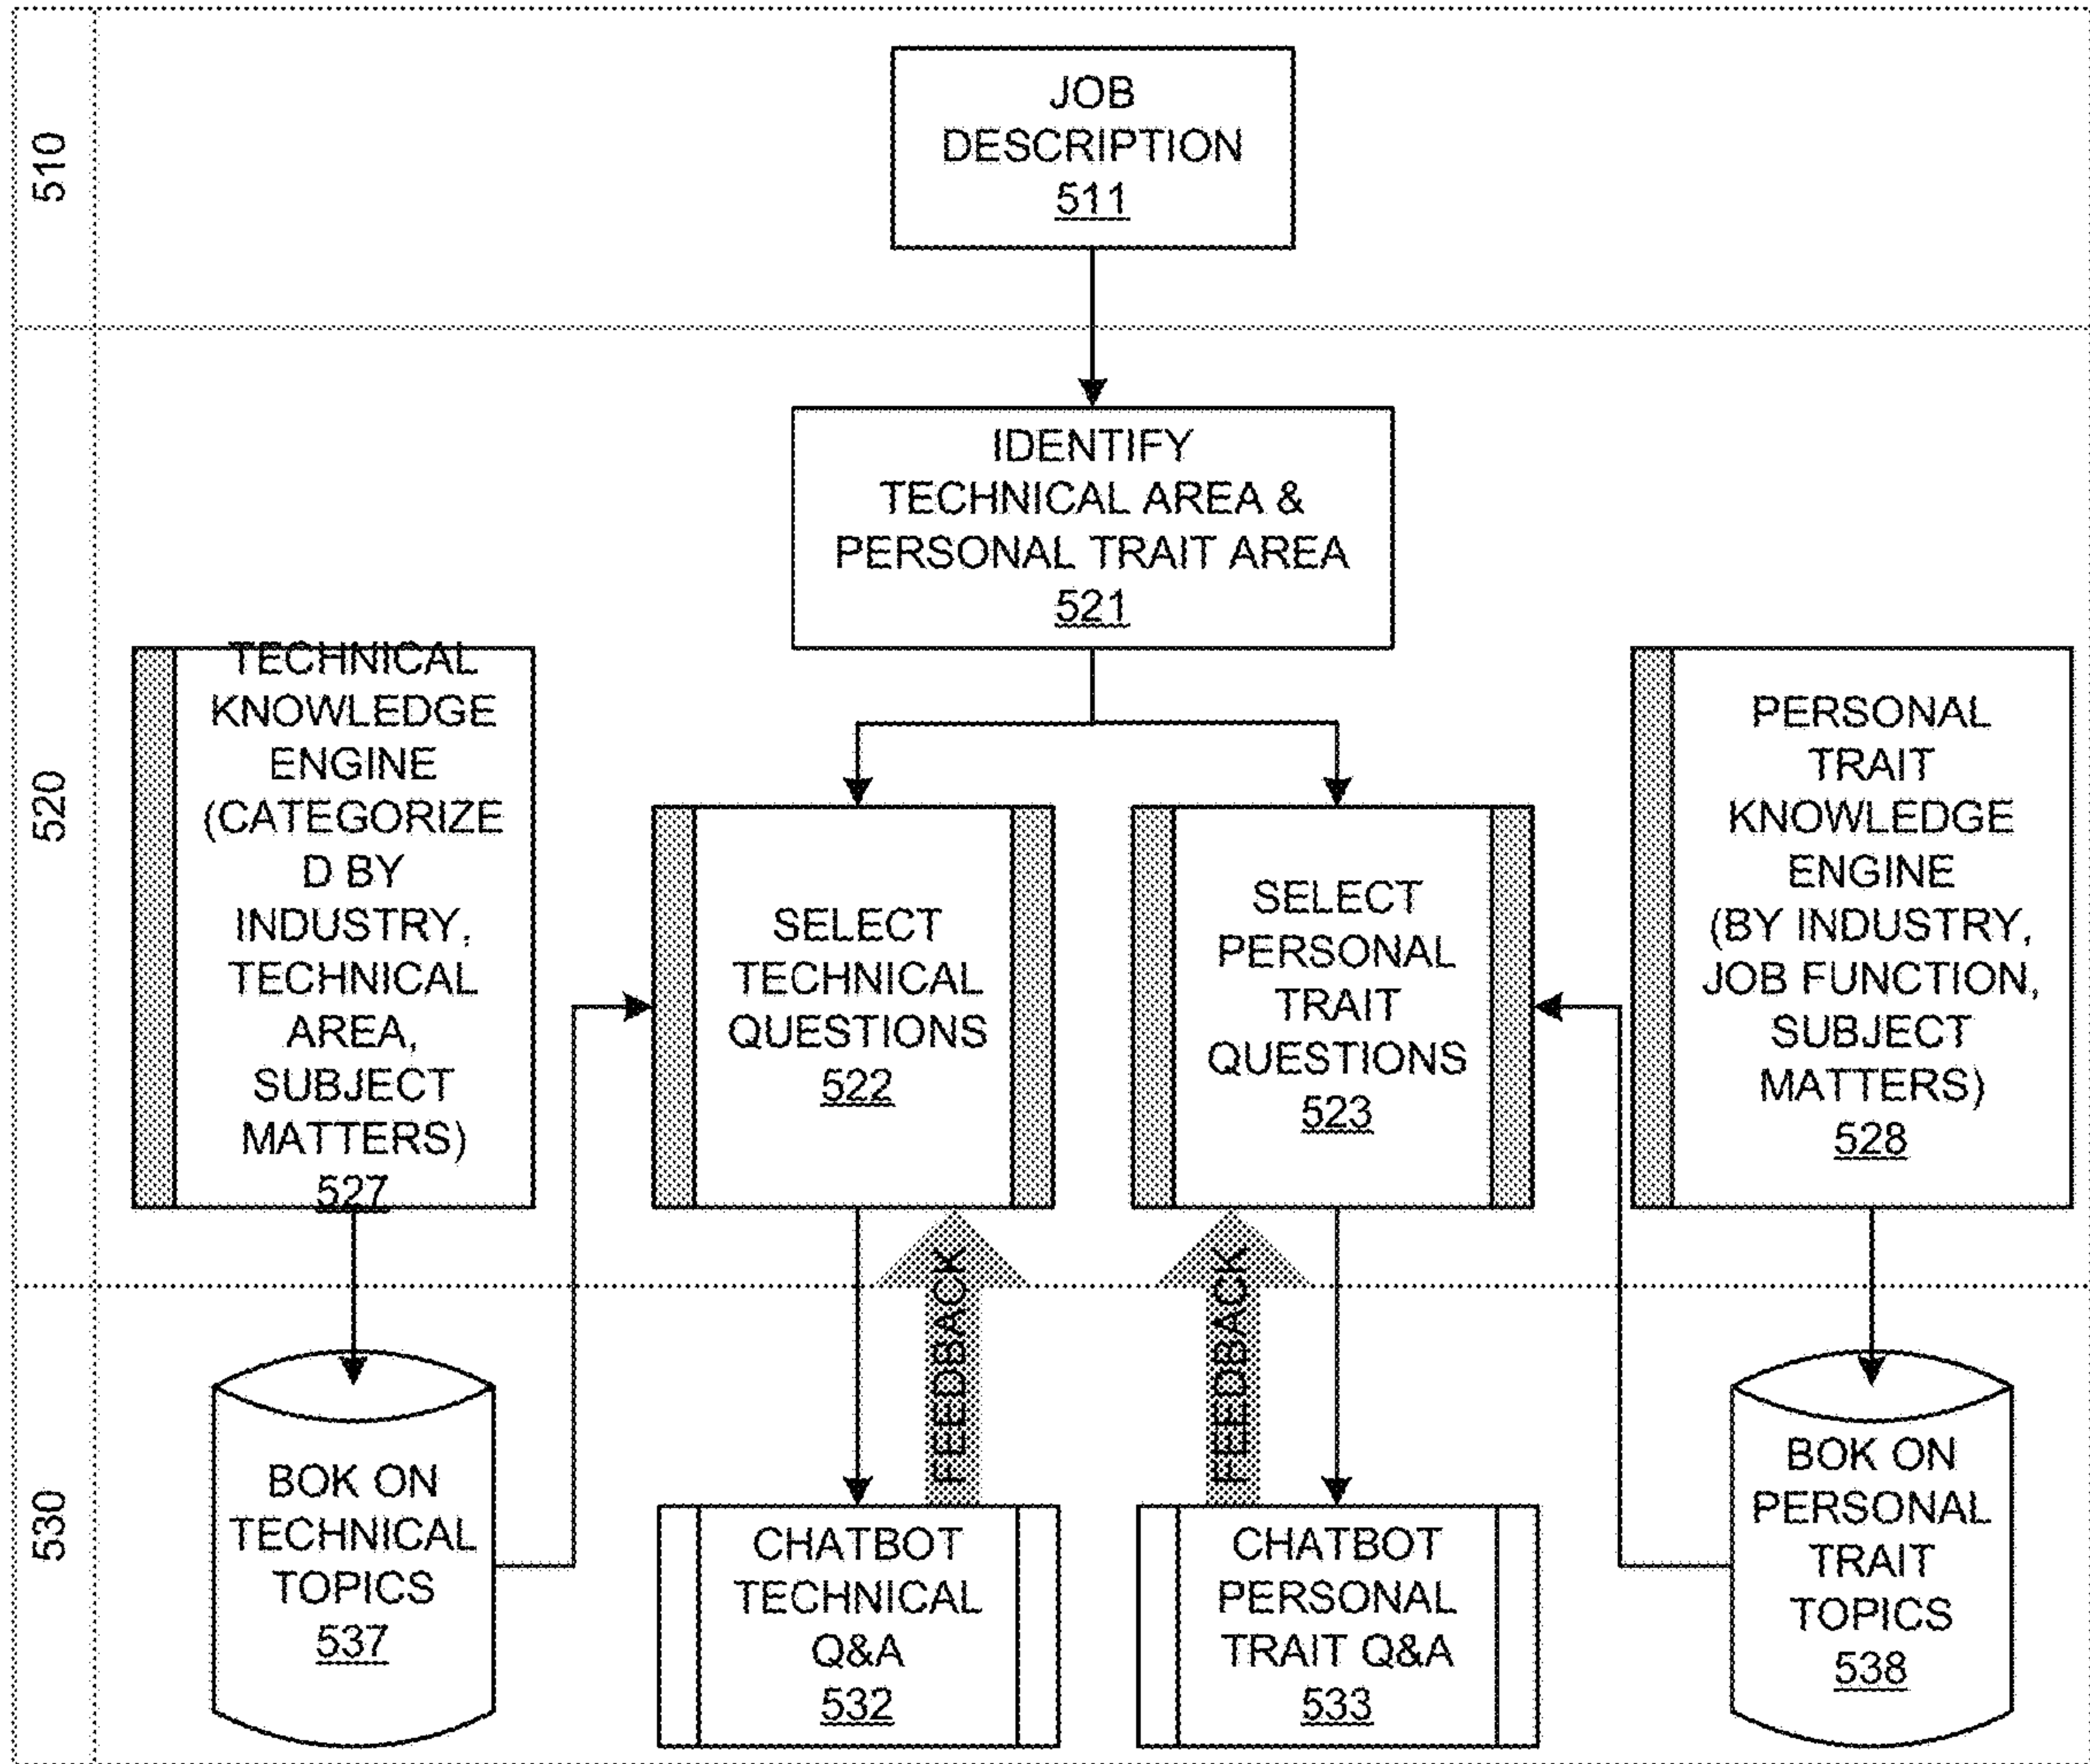 510
JOB
DESCRIPTION
511
520
IDENTIFY
TECHNICAL AREA &
PERSONAL TRAIT AREA
521
TECHNICAL
KNOWLEDGE
ENGINE
(CATEGORIZE
D BY
INDUSTRY,
TECHNICAL
AREA,
SUBJECT
MATTERS)
527
SELECT
TECHNICAL
QUESTIONS
522
SELECT
PERSONAL
TRAIT
QUESTIONS
523
PERSONAL
TRAIT
KNOWLEDGE
ENGINE
(BY INDUSTRY,
JOB FUNCTION,
SUBJECT
MATTERS)
528
FEEDBACK
FEEDBACK
530
BOK ON
TECHNICAL
TOPICS
537
CHATBOT
TECHNICAL
Q&A
532
CHATBOT
PERSONAL
TRAIT Q&A
533
BOK ON
PERSONAL
TRAIT
TOPICS
538